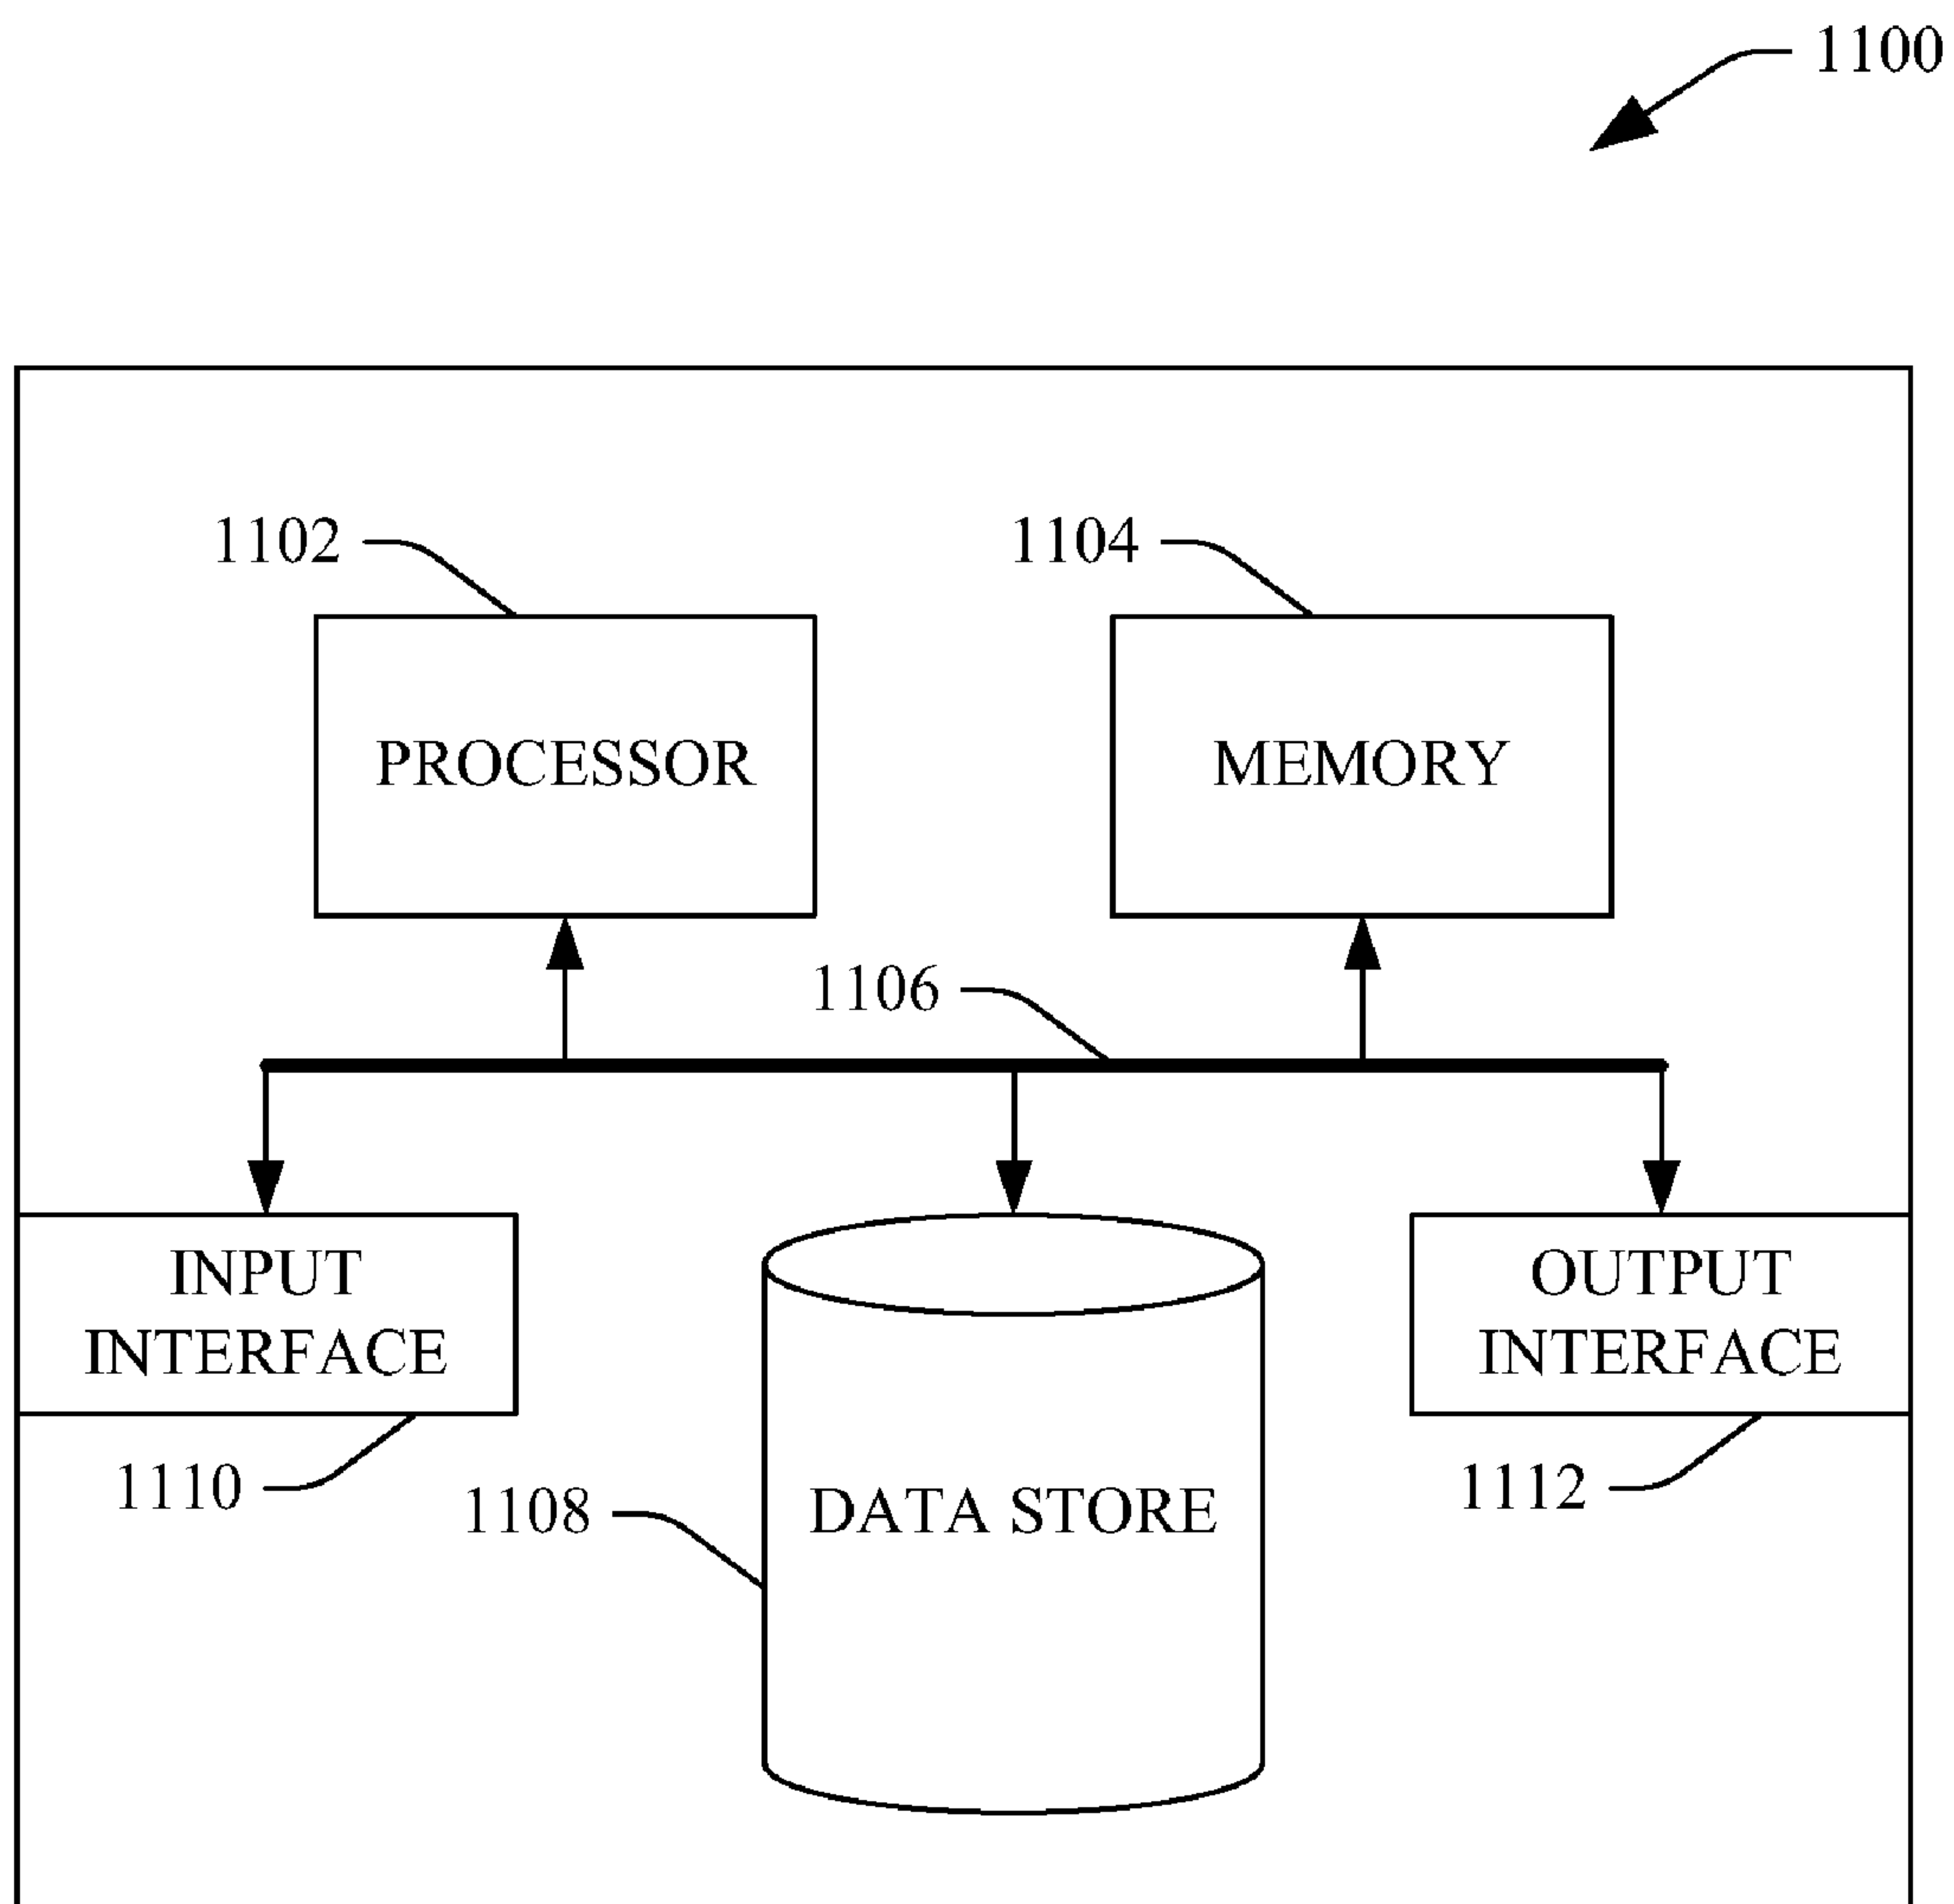 1100
1102
1104
PROCESSOR
MEMORY
1106
INPUT
INTERFACE
OUTPUT
INTERFACE
1110
1108
DATA STORE
1112